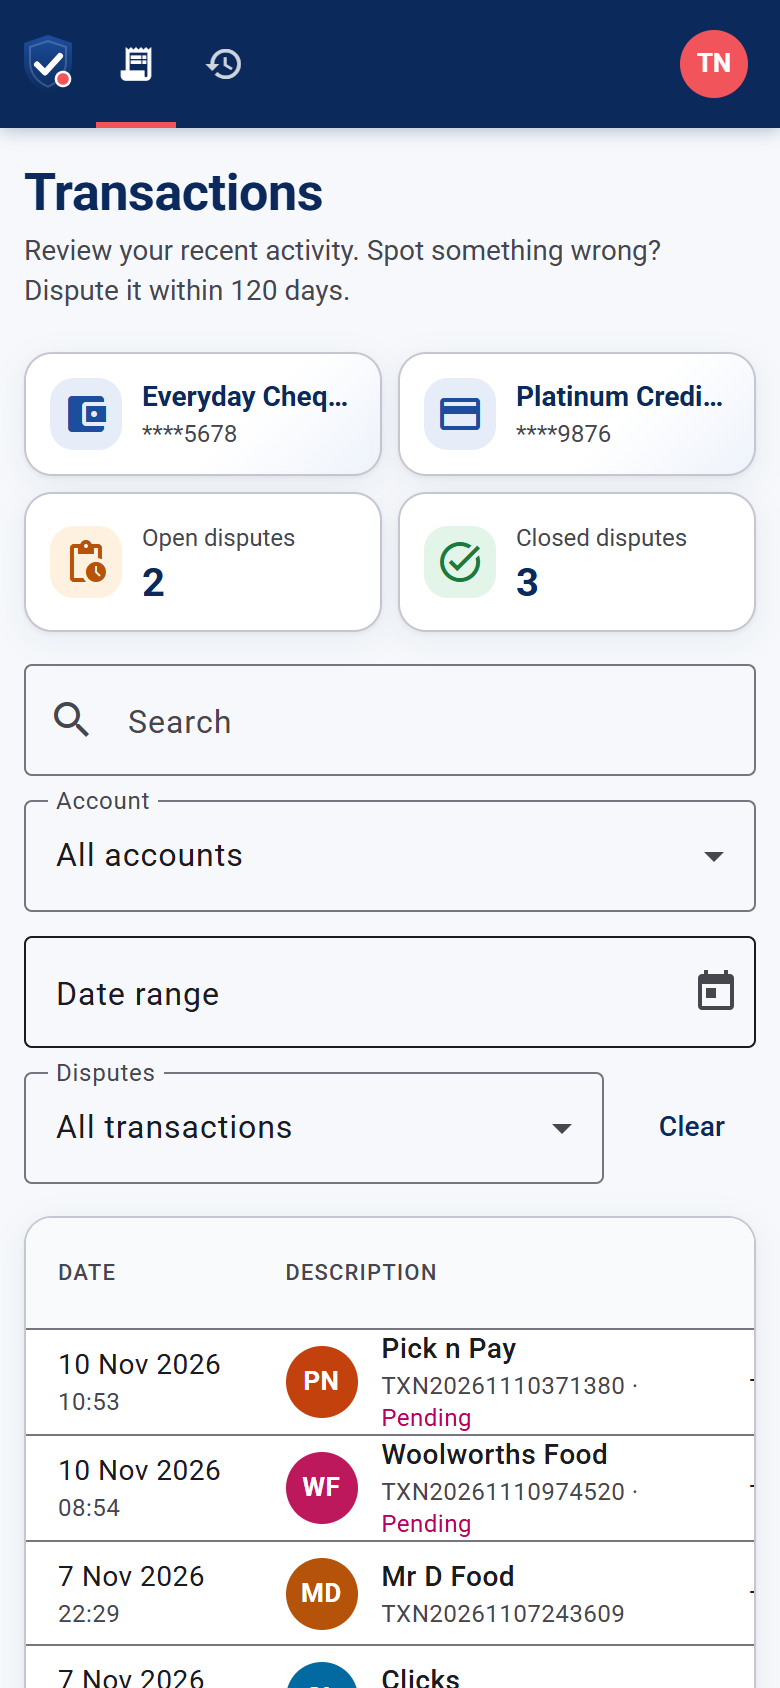 TN
Transactions
Review your recent activity. Spot something wrong?
Dispute it within 120 days.
Everyday Cheq...
****5678
Platinum Credi...
****9876
Open disputes
2
Closed disputes
3
Search
Account
All accounts
Date range
Disputes
All transactions
Clear
DATE DESCRIPTION
10 Nov 2026
10:53
PN
Pick n Pay
TXN20261110371380 ·
Pending
10 Nov 2026
08:54
WF
Woolworths Food
TXN20261110974520 ·
Pending
7 Nov 2026
22:29
MD
Mr D Food
TXN20261107243609
7 Nov 2026
Clicks